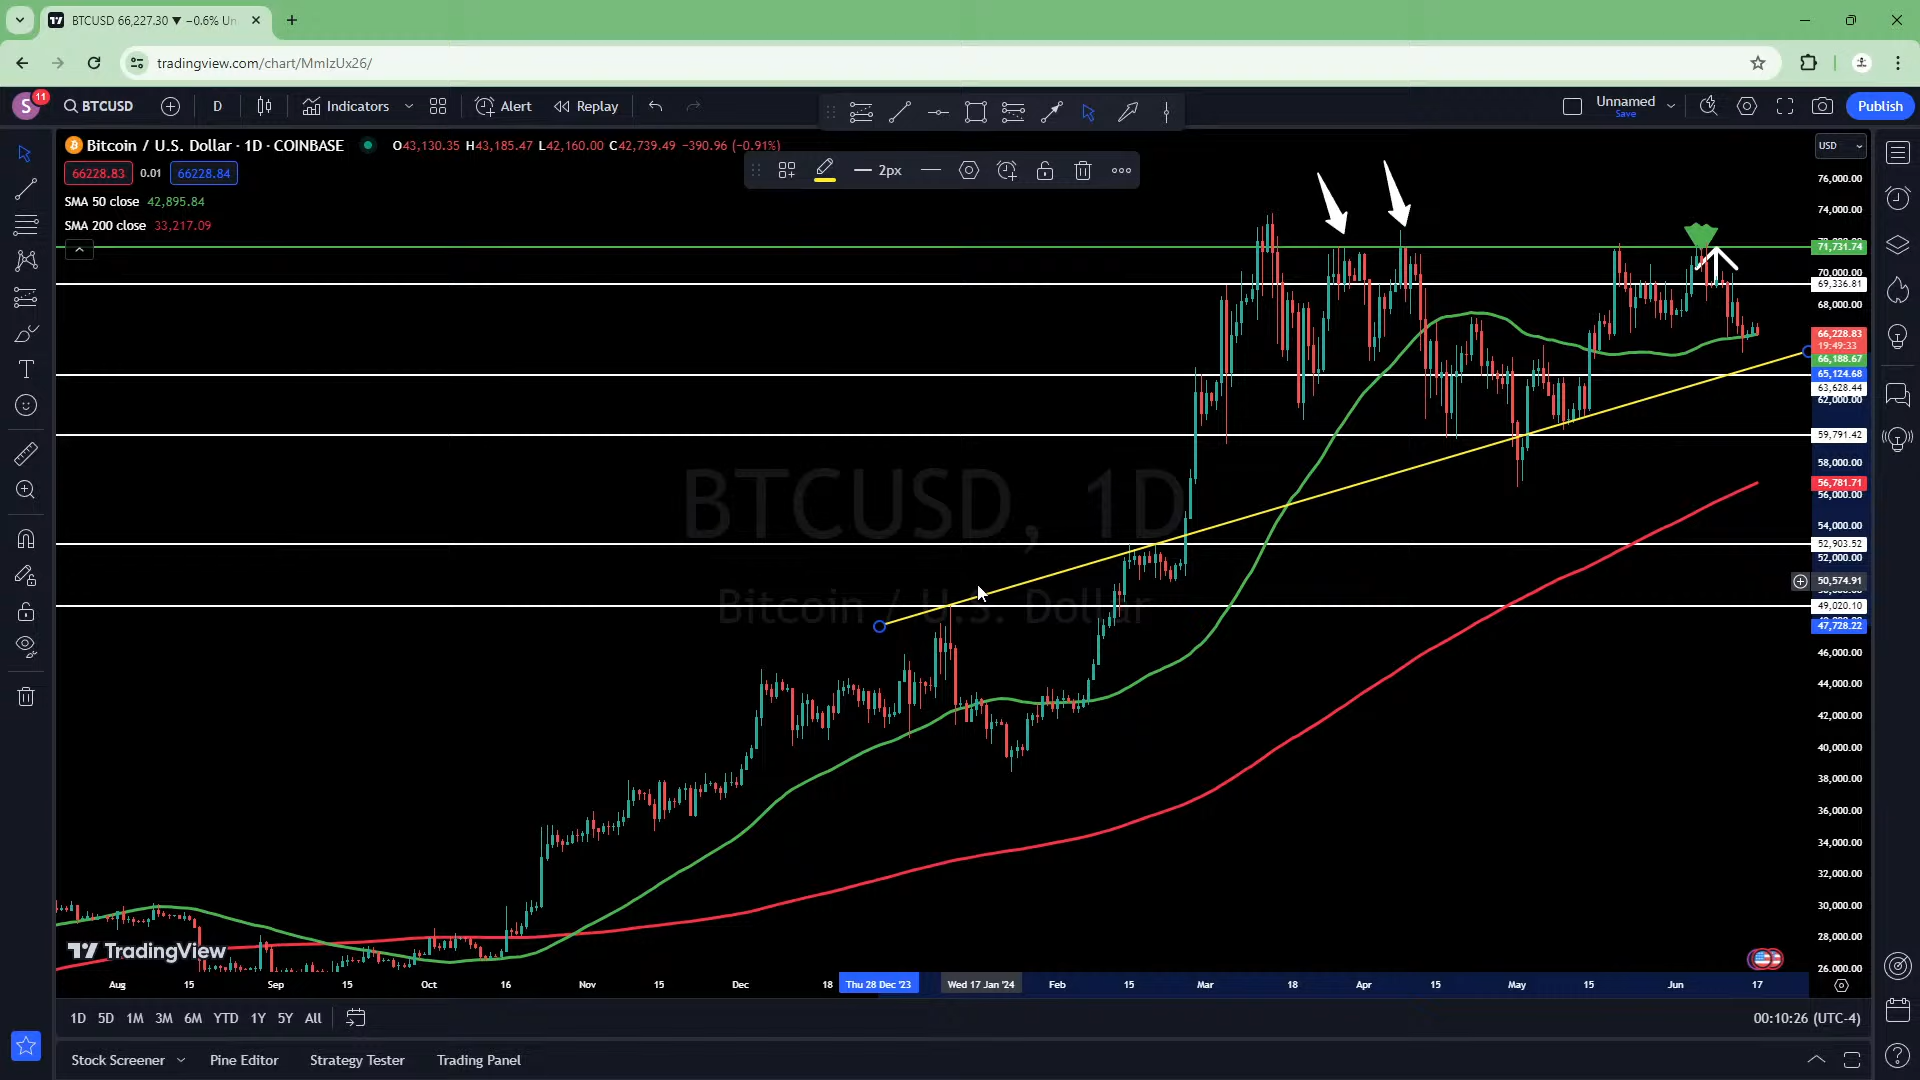 BTCUSD 66,227.30 ▼ −0.6% Un
tradingview.com/chart/MmIzUx26/
S 11 BTCUSD D Indicators Alert Replay Unnamed Save Publish
Bitcoin / U.S. Dollar · 1D · COINBASE O43,130.35 H43,185.47 L42,160.00 C42,739.49 −390.96 (−0.91%)
66228.83 0.01 66228.84
2px
SMA 50 close 42,895.84
SMA 200 close 33,217.09
USD
76,000.00
74,000.00
71,731.74
70,000.00
69,336.81
68,000.00
66,228.83
19:49:33
66,188.67
65,124.68
63,628.44
62,000.00
59,791.42
58,000.00
56,781.71
56,000.00
54,000.00
52,903.52
52,000.00
50,574.91
49,020.10
47,728.22
46,000.00
44,000.00
42,000.00
40,000.00
38,000.00
36,000.00
34,000.00
32,000.00
30,000.00
28,000.00
26,000.00
BTCUSD, 1D
Bitcoin / U.S. Dollar
TradingView
Aug 15 Sep 15 Oct 16 Nov 15 Dec 18 Thu 28 Dec '23 Wed 17 Jan '24 Feb 15 Mar 18 Apr 15 May 15 Jun 17
1D 5D 1M 3M 6M YTD 1Y 5Y All 00:10:26 (UTC-4)
Stock Screener Pine Editor Strategy Tester Trading Panel